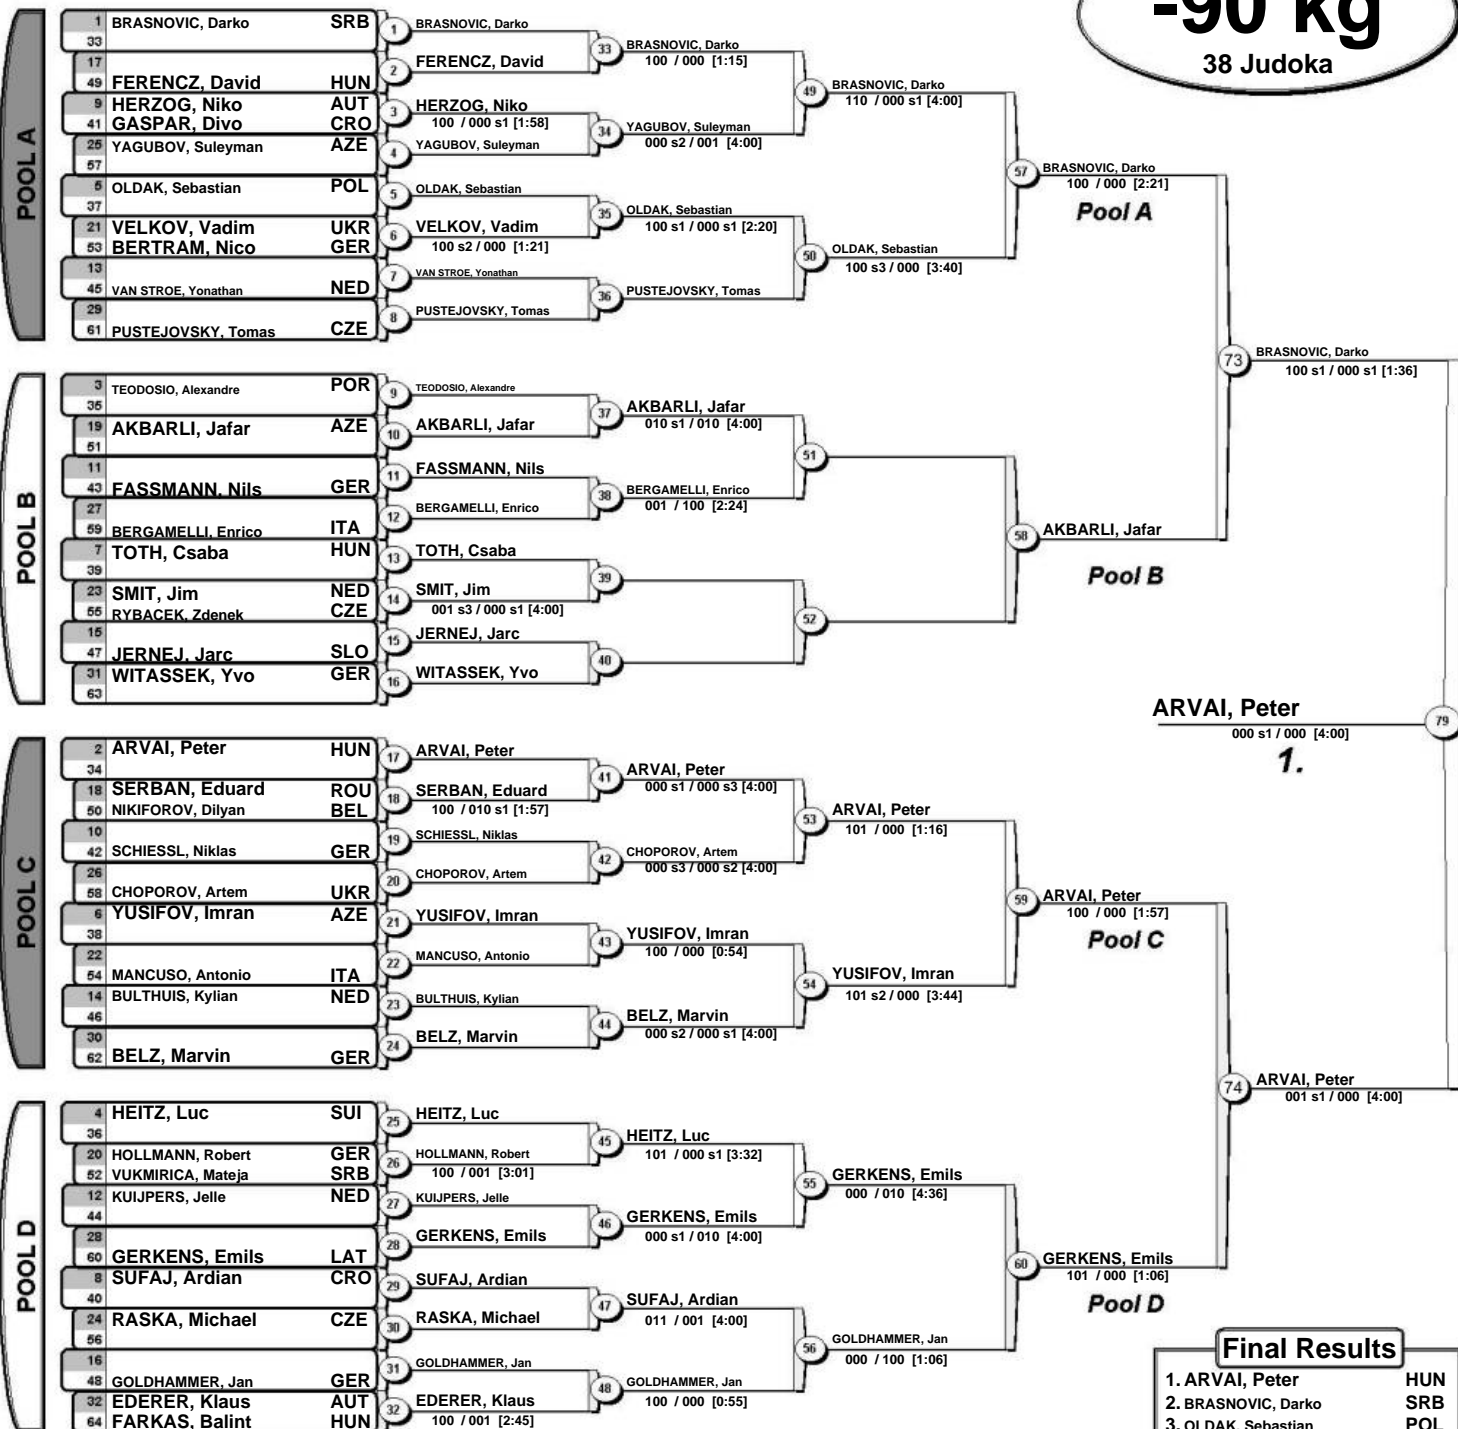 -90 kg
38 Judoka
POOL A
1 BRASNOVIC, Darko SRB
33
17
49 FERENCZ, David HUN
9 HERZOG, Niko AUT
41 GASPAR, Divo CRO
25 YAGUBOV, Suleyman AZE
57
5 OLDAK, Sebastian POL
37
21 VELKOV, Vadim UKR
53 BERTRAM, Nico GER
13
45 VAN STROE, Yonathan NED
29
61 PUSTEJOVSKY, Tomas CZE
1 BRASNOVIC, Darko
2 FERENCZ, David
3 HERZOG, Niko
100 / 000 s1 [1:58]
4 YAGUBOV, Suleyman
5 OLDAK, Sebastian
6 VELKOV, Vadim
100 s2 / 000 [1:21]
7 VAN STROE, Yonathan
8 PUSTEJOVSKY, Tomas
33 BRASNOVIC, Darko
100 / 000 [1:15]
34 YAGUBOV, Suleyman
000 s2 / 001 [4:00]
35 OLDAK, Sebastian
100 s1 / 000 s1 [2:20]
36 PUSTEJOVSKY, Tomas
49 BRASNOVIC, Darko
110 / 000 s1 [4:00]
50 OLDAK, Sebastian
100 s3 / 000 [3:40]
57 BRASNOVIC, Darko
100 / 000 [2:21]
Pool A
POOL B
3 TEODOSIO, Alexandre POR
35
19 AKBARLI, Jafar AZE
51
11
43 FASSMANN, Nils GER
27
59 BERGAMELLI, Enrico ITA
7 TOTH, Csaba HUN
39
23 SMIT, Jim NED
55 RYBACEK, Zdenek CZE
15
47 JERNEJ, Jarc SLO
31 WITASSEK, Yvo GER
63
9 TEODOSIO, Alexandre
10 AKBARLI, Jafar
11 FASSMANN, Nils
12 BERGAMELLI, Enrico
13 TOTH, Csaba
14 SMIT, Jim
001 s3 / 000 s1 [4:00]
15 JERNEJ, Jarc
16 WITASSEK, Yvo
37 AKBARLI, Jafar
010 s1 / 010 [4:00]
38 BERGAMELLI, Enrico
001 / 100 [2:24]
39
40
51
52
58 AKBARLI, Jafar
Pool B
73 BRASNOVIC, Darko
100 s1 / 000 s1 [1:36]
ARVAI, Peter
79
000 s1 / 000 [4:00]
1.
POOL C
2 ARVAI, Peter HUN
34
18 SERBAN, Eduard ROU
50 NIKIFOROV, Dilyan BEL
10
42 SCHIESSL, Niklas GER
26
58 CHOPOROV, Artem UKR
6 YUSIFOV, Imran AZE
38
22
54 MANCUSO, Antonio ITA
14 BULTHUIS, Kylian NED
46
30
62 BELZ, Marvin GER
17 ARVAI, Peter
18 SERBAN, Eduard
100 / 010 s1 [1:57]
19 SCHIESSL, Niklas
20 CHOPOROV, Artem
21 YUSIFOV, Imran
22 MANCUSO, Antonio
23 BULTHUIS, Kylian
24 BELZ, Marvin
41 ARVAI, Peter
000 s1 / 000 s3 [4:00]
42 CHOPOROV, Artem
000 s3 / 000 s2 [4:00]
43 YUSIFOV, Imran
100 / 000 [0:54]
44 BELZ, Marvin
000 s2 / 000 s1 [4:00]
53 ARVAI, Peter
101 / 000 [1:16]
54 YUSIFOV, Imran
101 s2 / 000 [3:44]
59 ARVAI, Peter
100 / 000 [1:57]
Pool C
74 ARVAI, Peter
001 s1 / 000 [4:00]
POOL D
4 HEITZ, Luc SUI
36
20 HOLLMANN, Robert GER
52 VUKMIRICA, Mateja SRB
12 KUIJPERS, Jelle NED
44
28
60 GERKENS, Emils LAT
8 SUFAJ, Ardian CRO
40
24 RASKA, Michael CZE
56
16
48 GOLDHAMMER, Jan GER
32 EDERER, Klaus AUT
64 FARKAS, Balint HUN
25 HEITZ, Luc
26 HOLLMANN, Robert
100 / 001 [3:01]
27 KUIJPERS, Jelle
28 GERKENS, Emils
29 SUFAJ, Ardian
30 RASKA, Michael
31 GOLDHAMMER, Jan
32 EDERER, Klaus
100 / 001 [2:45]
45 HEITZ, Luc
101 / 000 s1 [3:32]
46 GERKENS, Emils
000 s1 / 010 [4:00]
47 SUFAJ, Ardian
011 / 001 [4:00]
48 GOLDHAMMER, Jan
100 / 000 [0:55]
55 GERKENS, Emils
000 / 010 [4:36]
56 GOLDHAMMER, Jan
000 / 100 [1:06]
60 GERKENS, Emils
101 / 000 [1:06]
Pool D
Final Results
1. ARVAI, Peter HUN
2. BRASNOVIC, Darko SRB
3. OLDAK, Sebastian POL